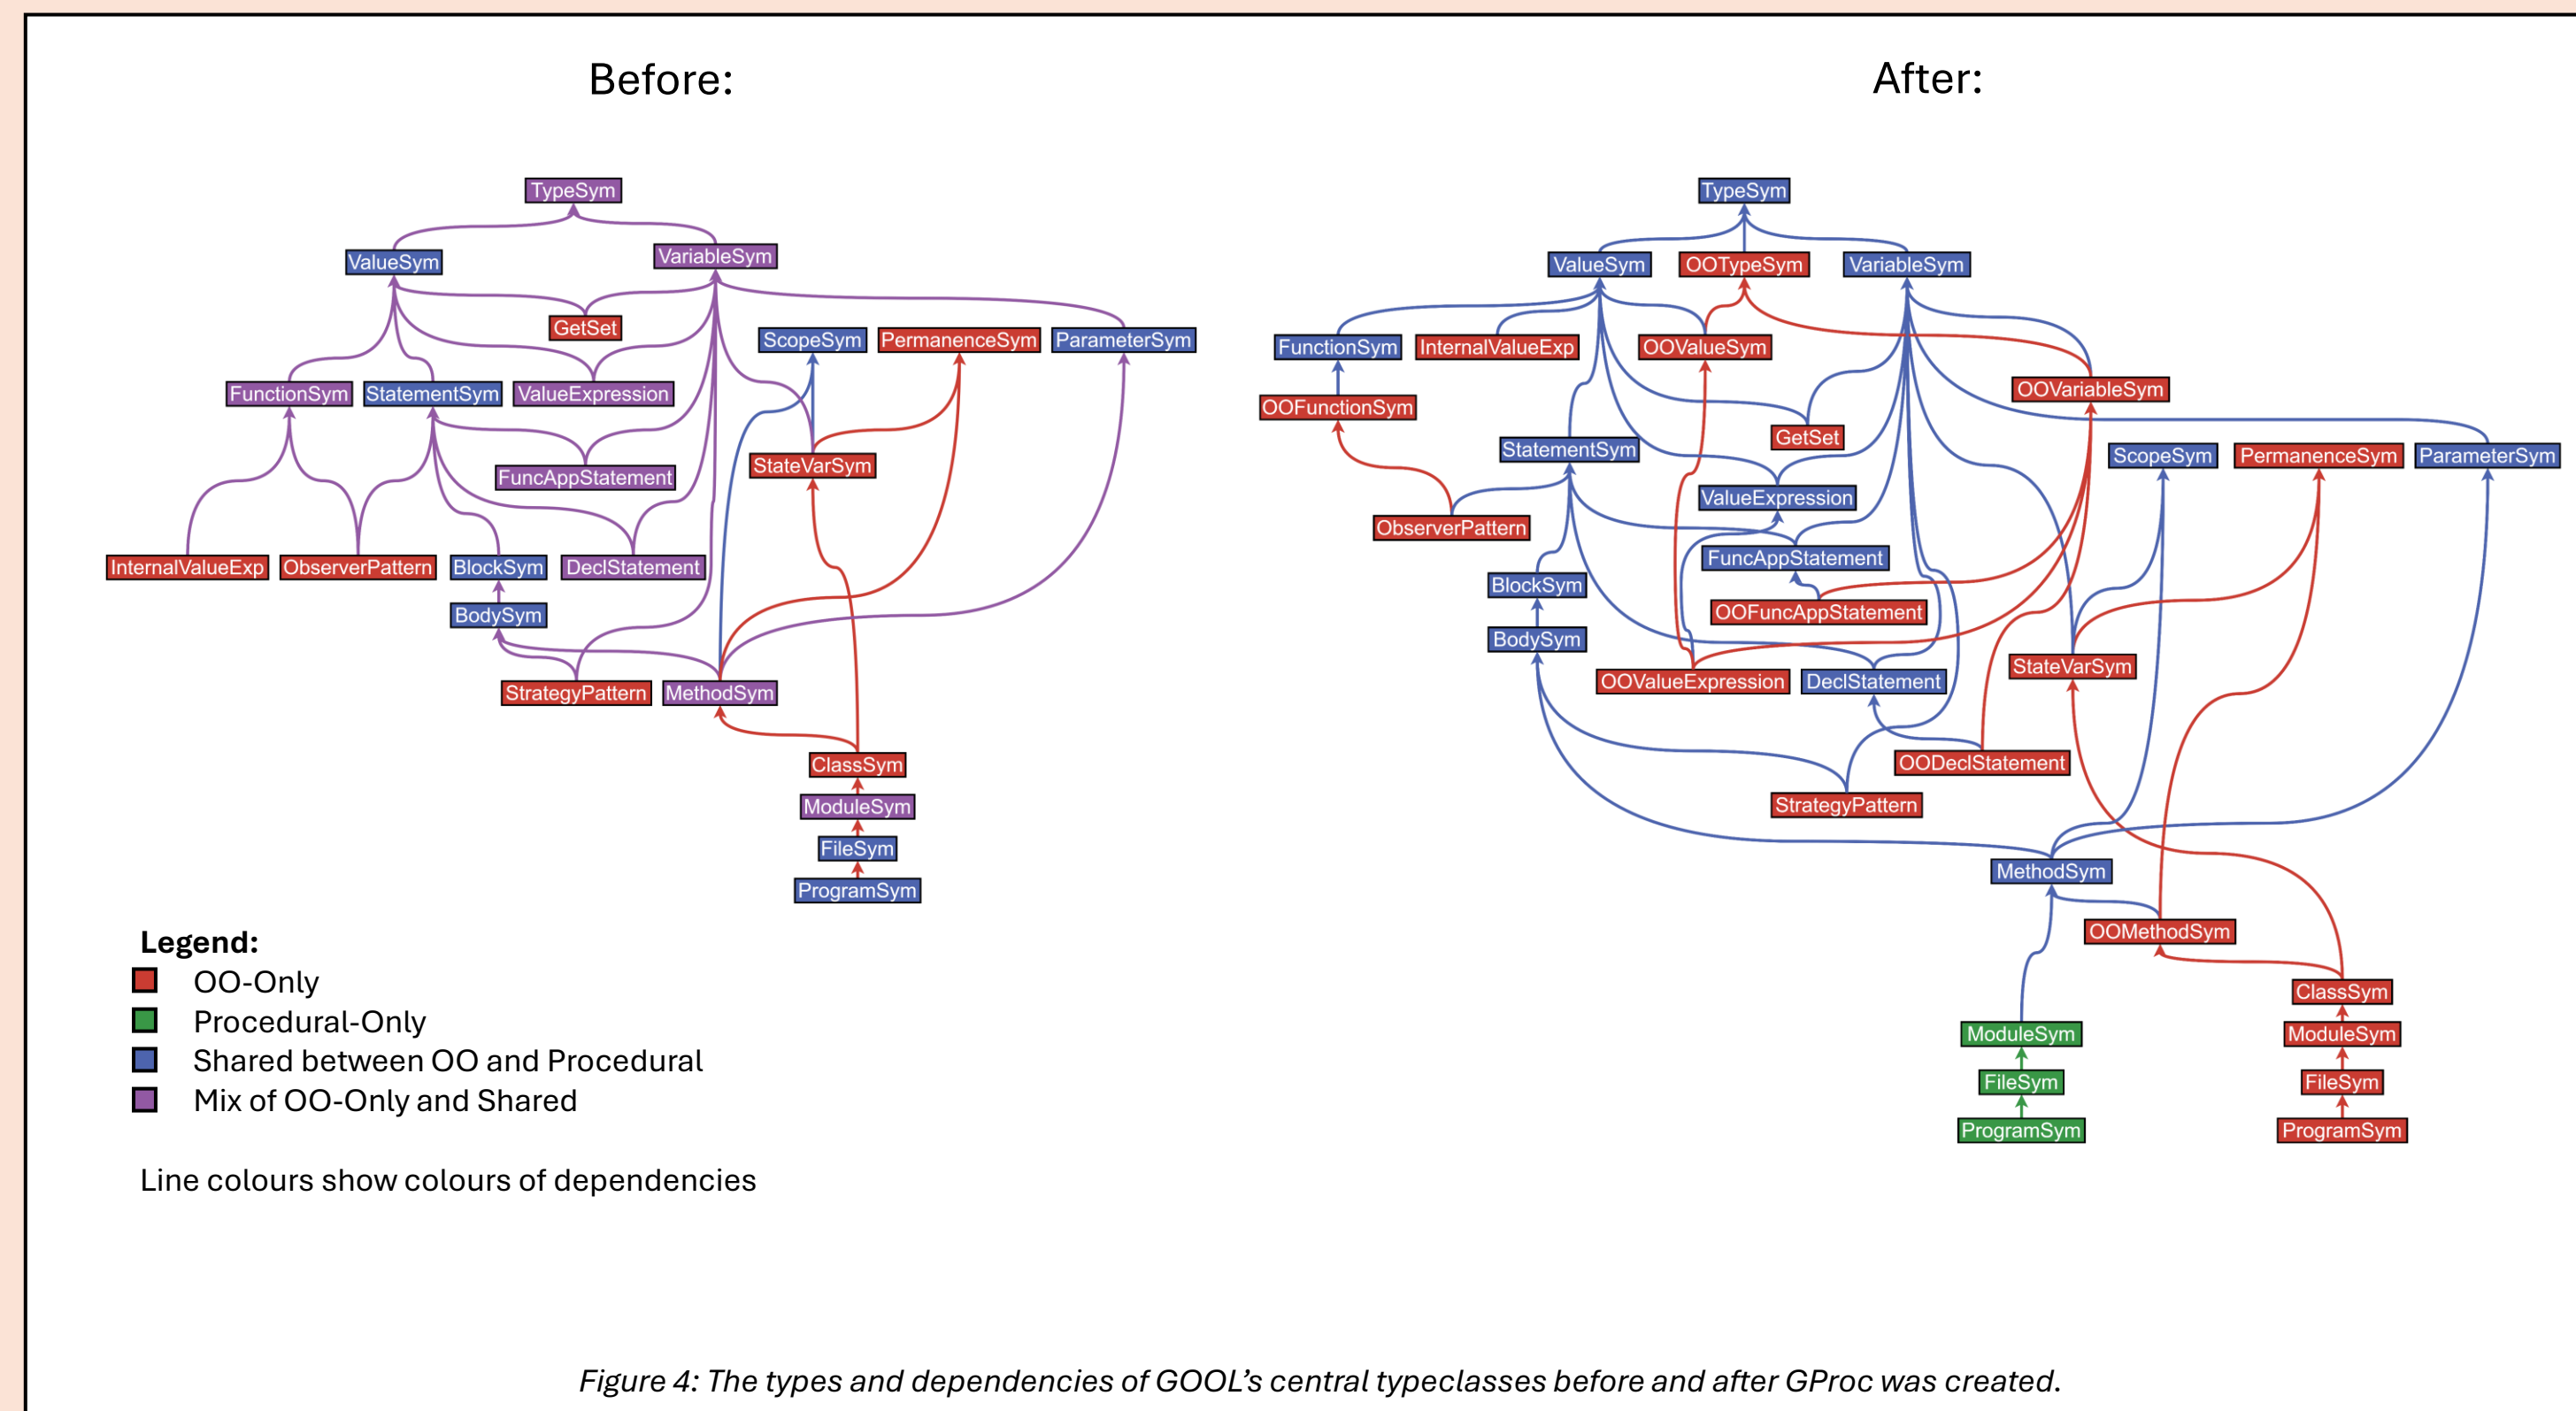 Before:
TypeSym
ValueSym
VariableSym
GetSet
ScopeSym
PermanenceSym
ParameterSym
FunctionSym
StatementSym
ValueExpression
FuncAppStatement
StateVarSym
InternalValueExp
ObserverPattern
BlockSym
DeclStatement
BodySym
StrategyPattern
MethodSym
ClassSym
ModuleSym
FileSym
ProgramSym
Legend:
OO-Only
Procedural-Only
Shared between OO and Procedural
Mix of OO-Only and Shared
Line colours show colours of dependencies
After:
TypeSym
ValueSym
OOTypeSym
VariableSym
FunctionSym
InternalValueExp
OOValueSym
OOVariableSym
OOFunctionSym
GetSet
StatementSym
ScopeSym
PermanenceSym
ParameterSym
ValueExpression
ObserverPattern
FuncAppStatement
BlockSym
OOFuncAppStatement
BodySym
StateVarSym
OOValueExpression
DeclStatement
OODeclStatement
StrategyPattern
MethodSym
OOMethodSym
ClassSym
ModuleSym
ModuleSym
FileSym
FileSym
ProgramSym
ProgramSym
Figure 4: The types and dependencies of GOOL’s central typeclasses before and after GProc was created.